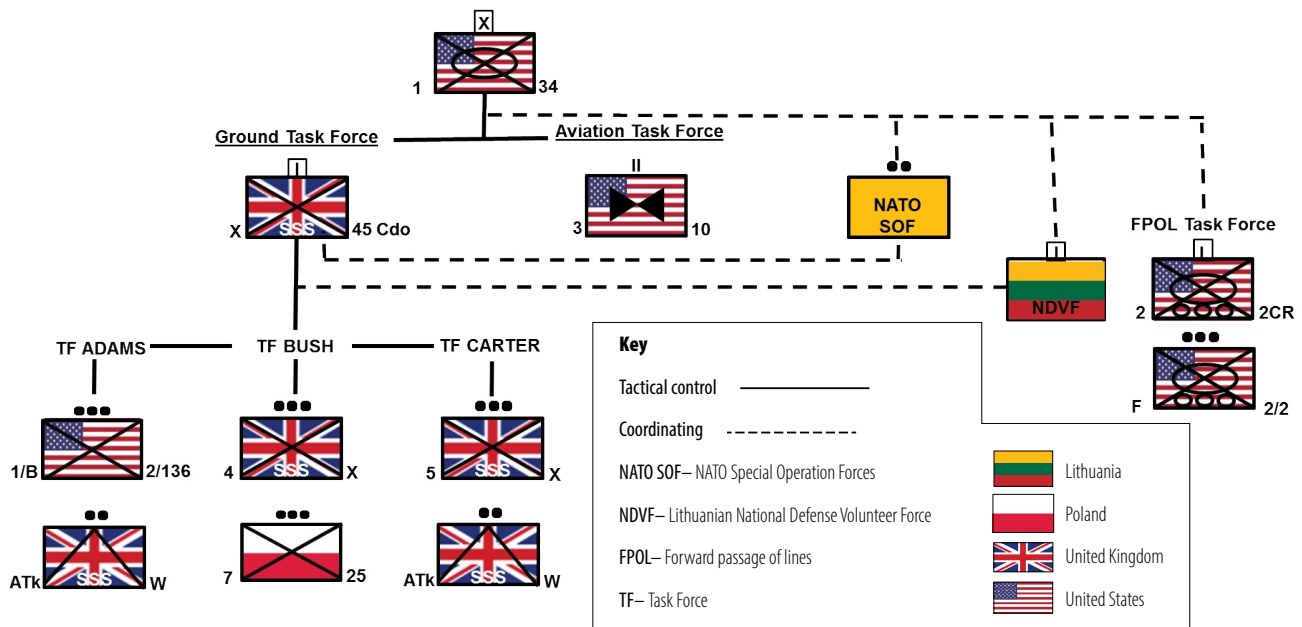 X
1
34
Ground Task Force
Aviation Task Force
I
II
SSS
X
45 Cdo
3
10
NATO
SOF
FPOL Task Force
I
I
NDVF
2
2CR
F
2/2
TF ADAMS
TF BUSH
TF CARTER
1/B
2/136
SSS
4
X
SSS
5
X
SSS
ATk
W
7
25
SSS
ATk
W
Key
Tactical control
Coordinating
NATO SOF– NATO Special Operation Forces
NDVF– Lithuanian National Defense Volunteer Force
FPOL– Forward passage of lines
TF– Task Force
Lithuania
Poland
United Kingdom
United States